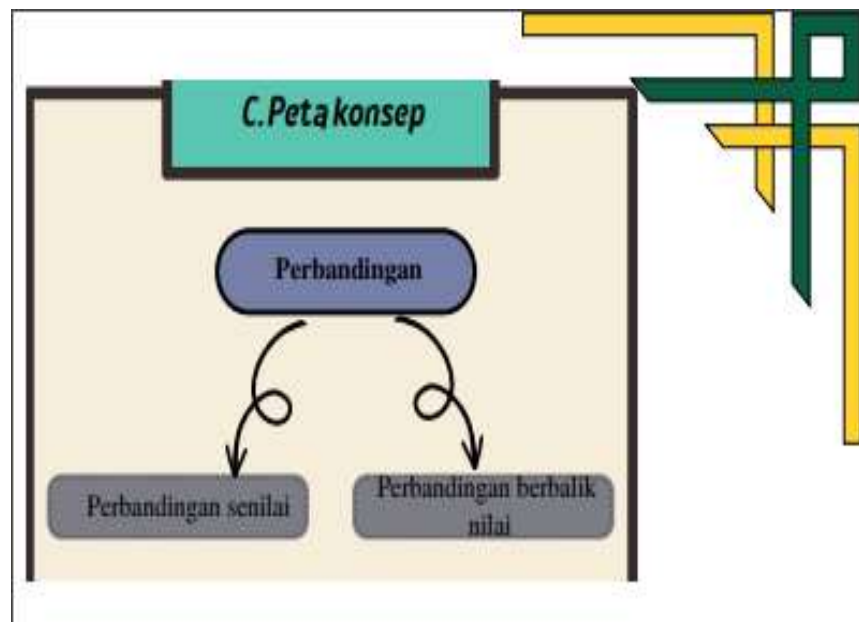 C.Peta konsep
Perbandingan
Perbandingan senilai
Perbandingan berbalik
nilai